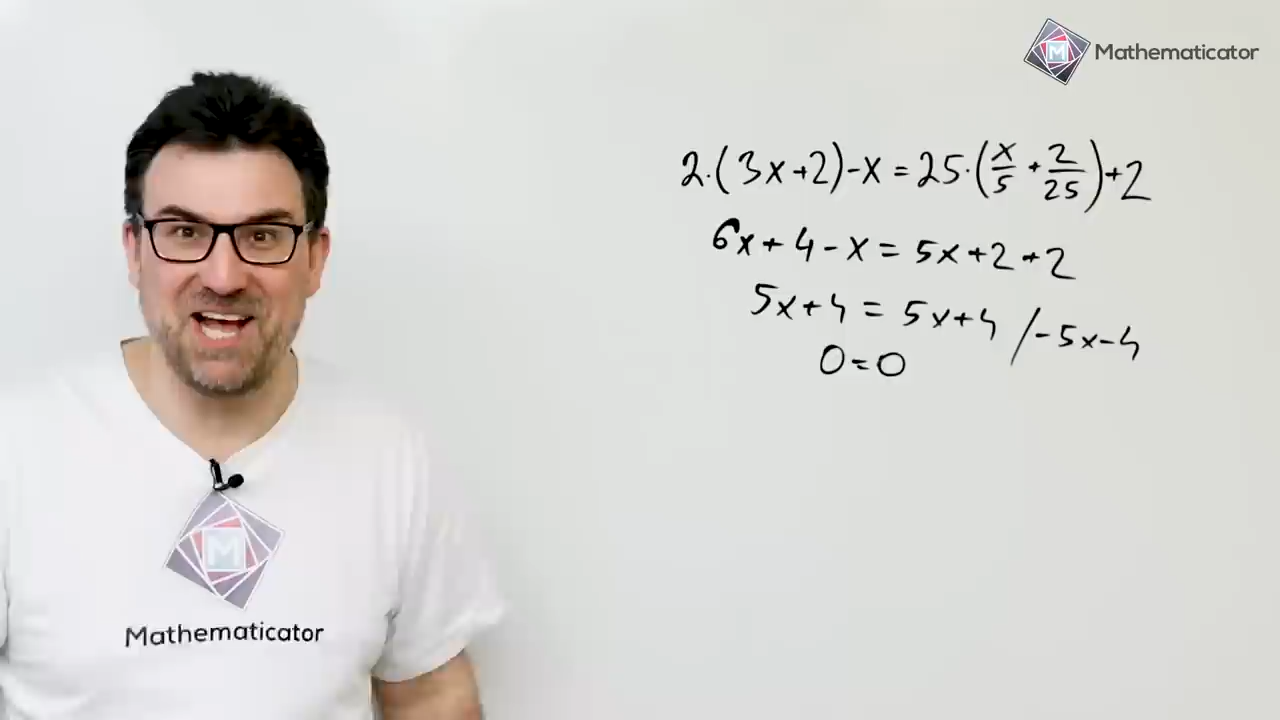 M Mathematicator
2·(3x+2)-x=25·(x/5+2/25)+2
6x+4-x=5x+2+2
5x+4=5x+4 /-5x-4
0=0
M
Mathematicator